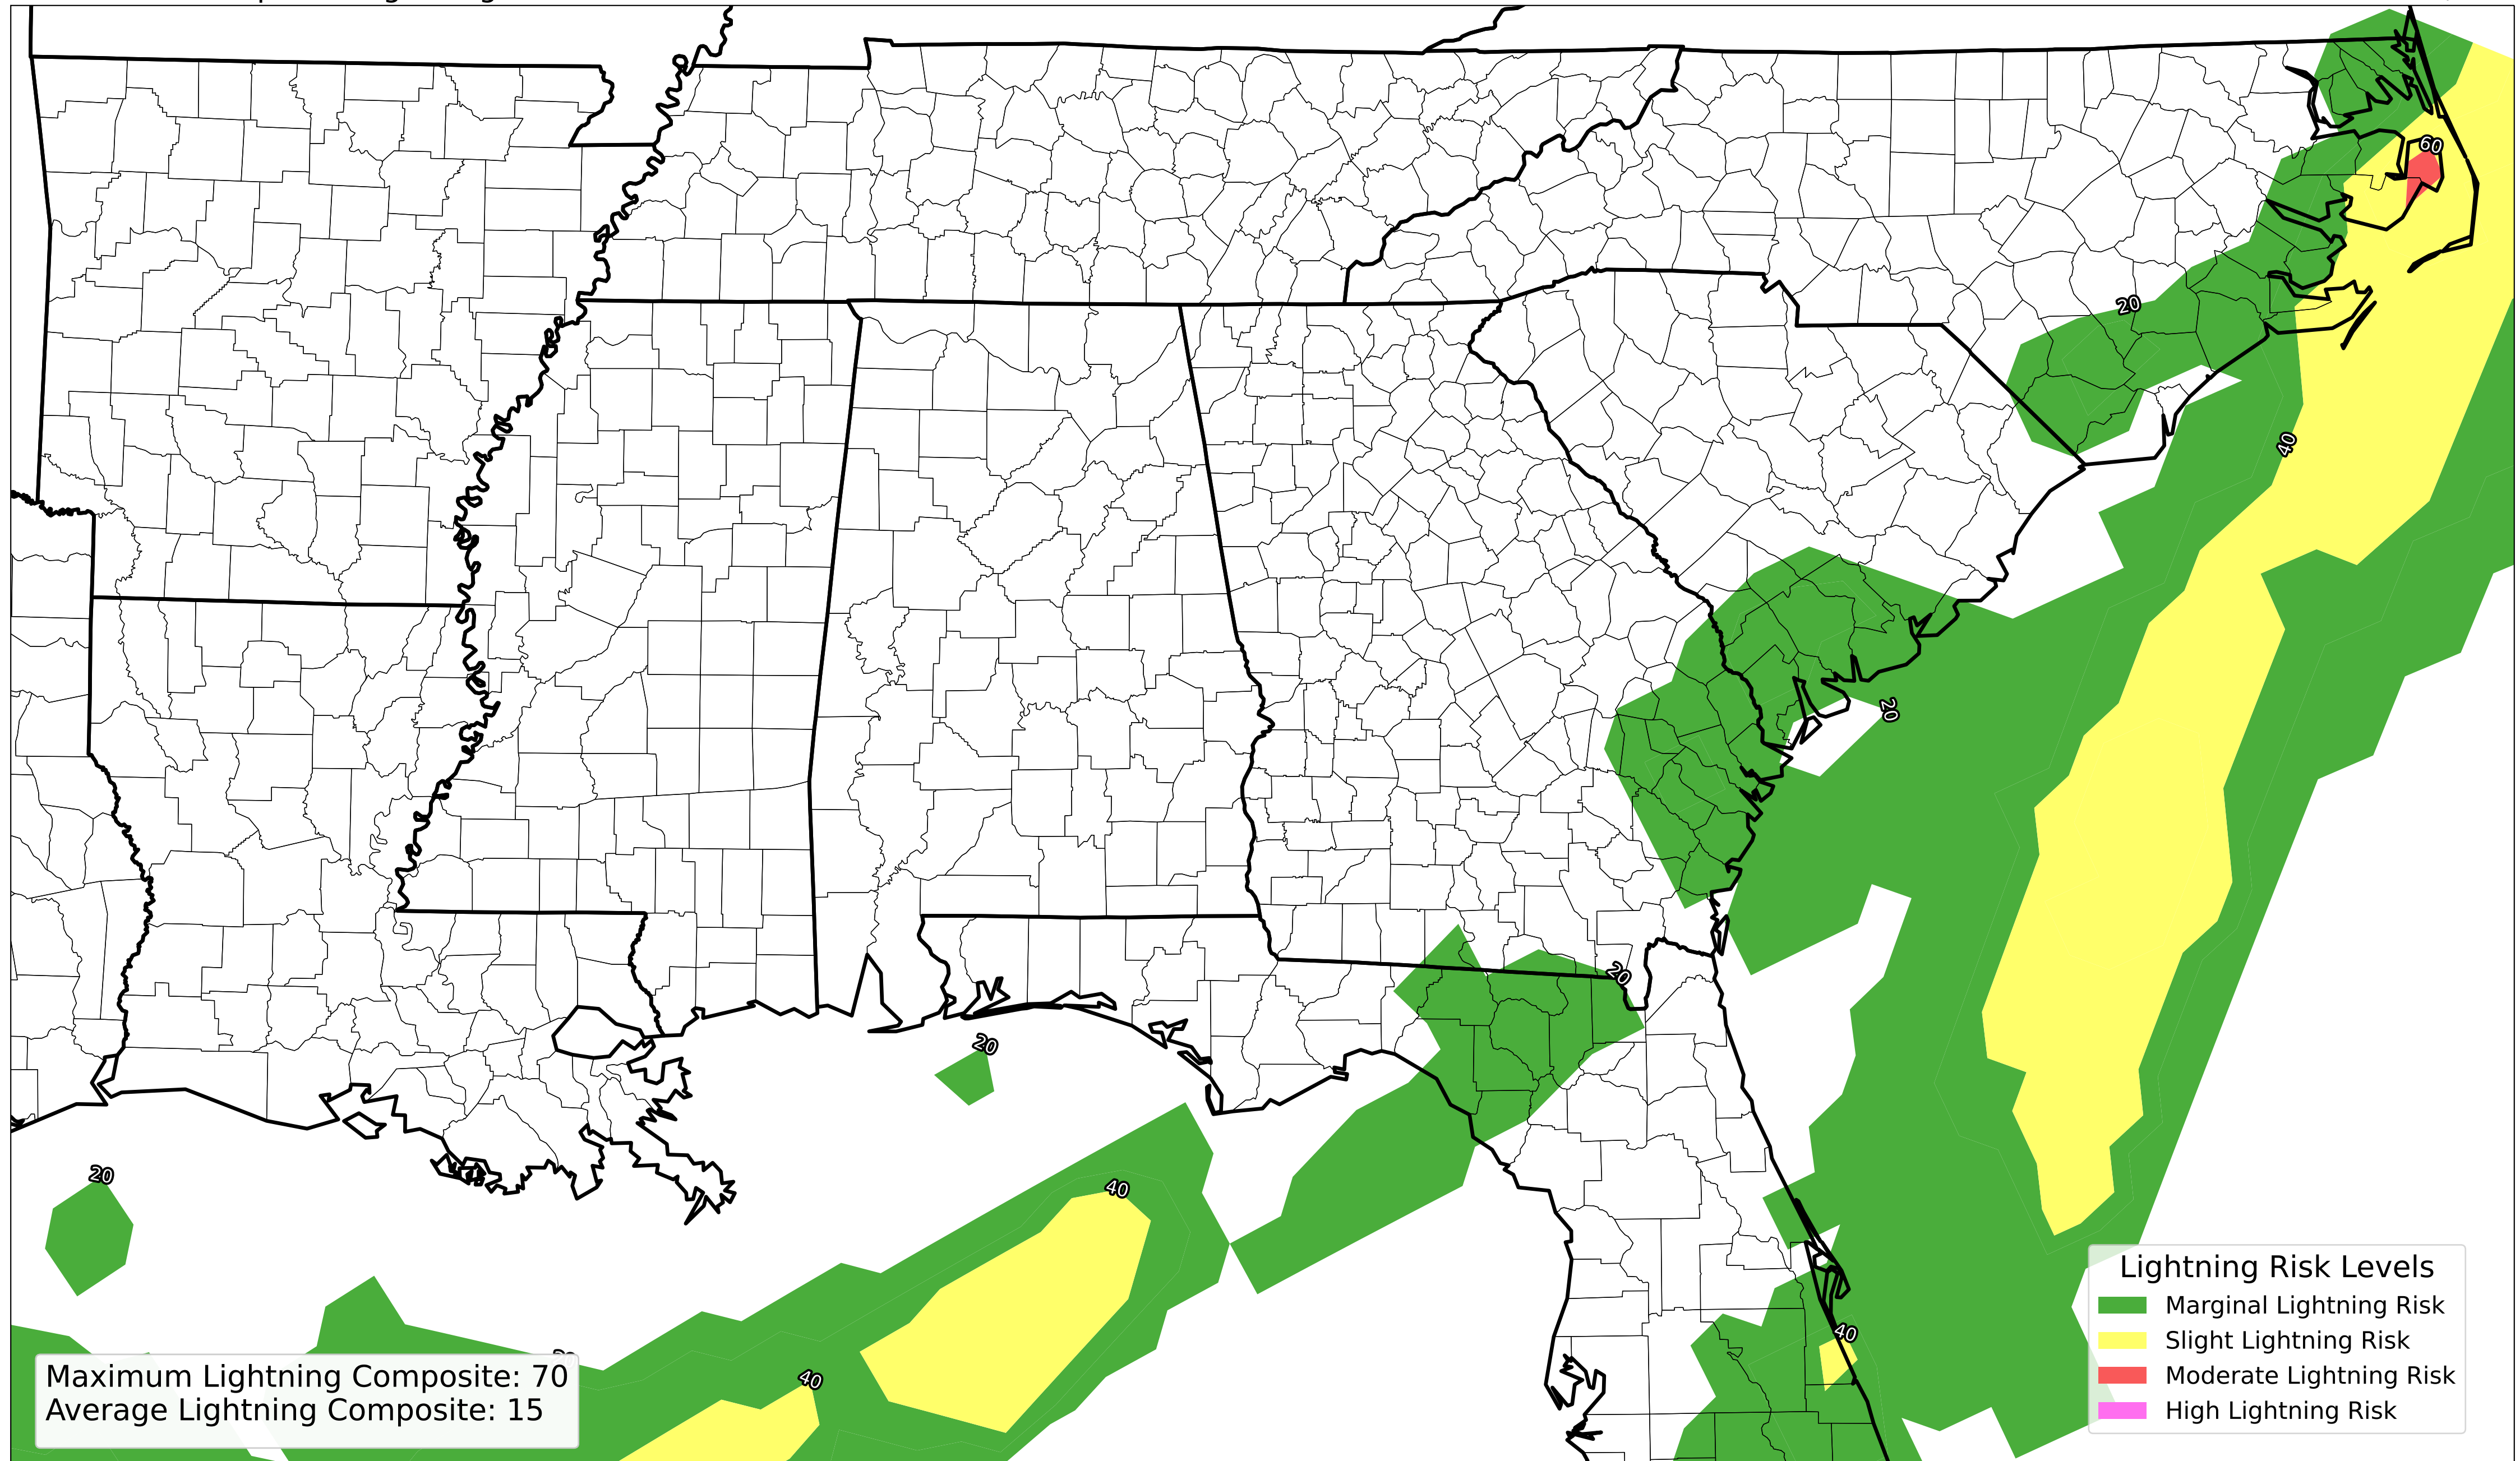 60
20
40
20
20
20
20
40
40
40
Maximum Lightning Composite: 70
Average Lightning Composite: 15
Lightning Risk Levels
Marginal Lightning Risk
Slight Lightning Risk
Moderate Lightning Risk
High Lightning Risk